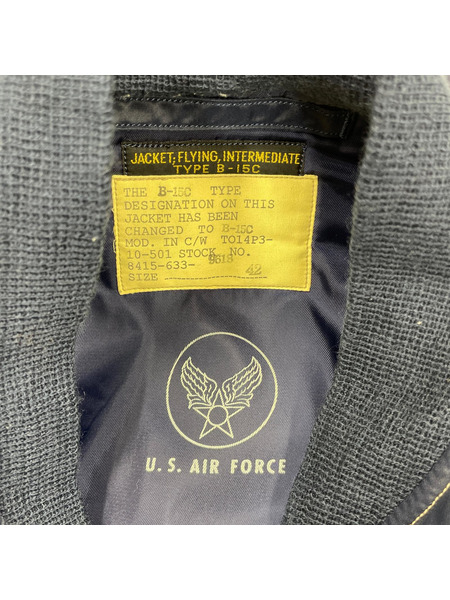 JACKET, FLYING, INTERMEDIATE
TYPE B-15C
THE B-15C TYPE
DESIGNATION ON THIS
JACKET HAS BEEN
CHANGED TO B-15C
MOD. IN C/W TO14P3-
10-501 STOCK NO.
8415-633-9618
SIZE 42
U.S. AIR FORCE